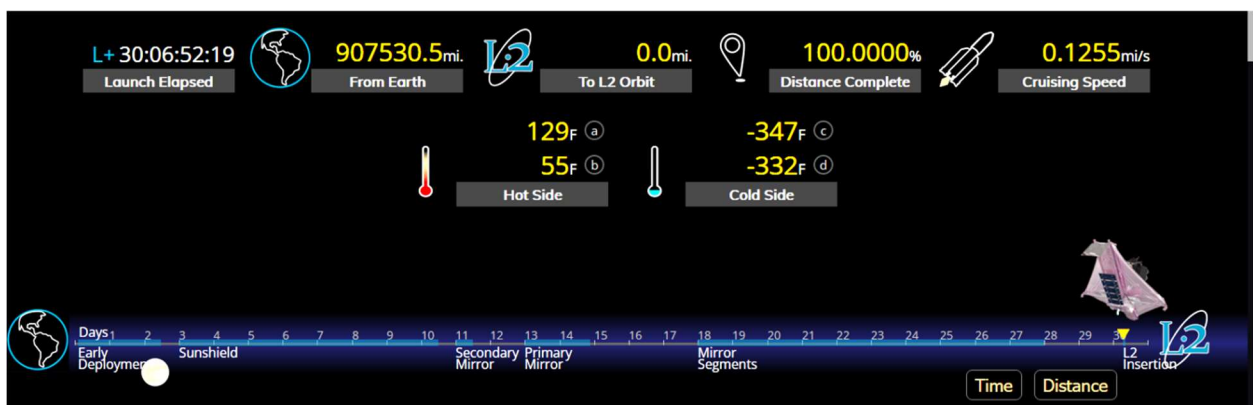 L+ 30:06:52:19
Launch Elapsed
907530.5mi.
From Earth
L2
0.0mi.
To L2 Orbit
100.0000%
Distance Complete
0.1255mi/s
Cruising Speed
129F a
55F b
Hot Side
-347F c
-332F d
Cold Side
Days 1 2 3 4 5 6 7 8 9 10 11 12 13 14 15 16 17 18 19 20 21 22 23 24 25 26 27 28 29
Early
Sunshield
Secondary
Mirror
Primary
Mirror
Mirror
Segments
L2
Insertion
L2
Time
Distance